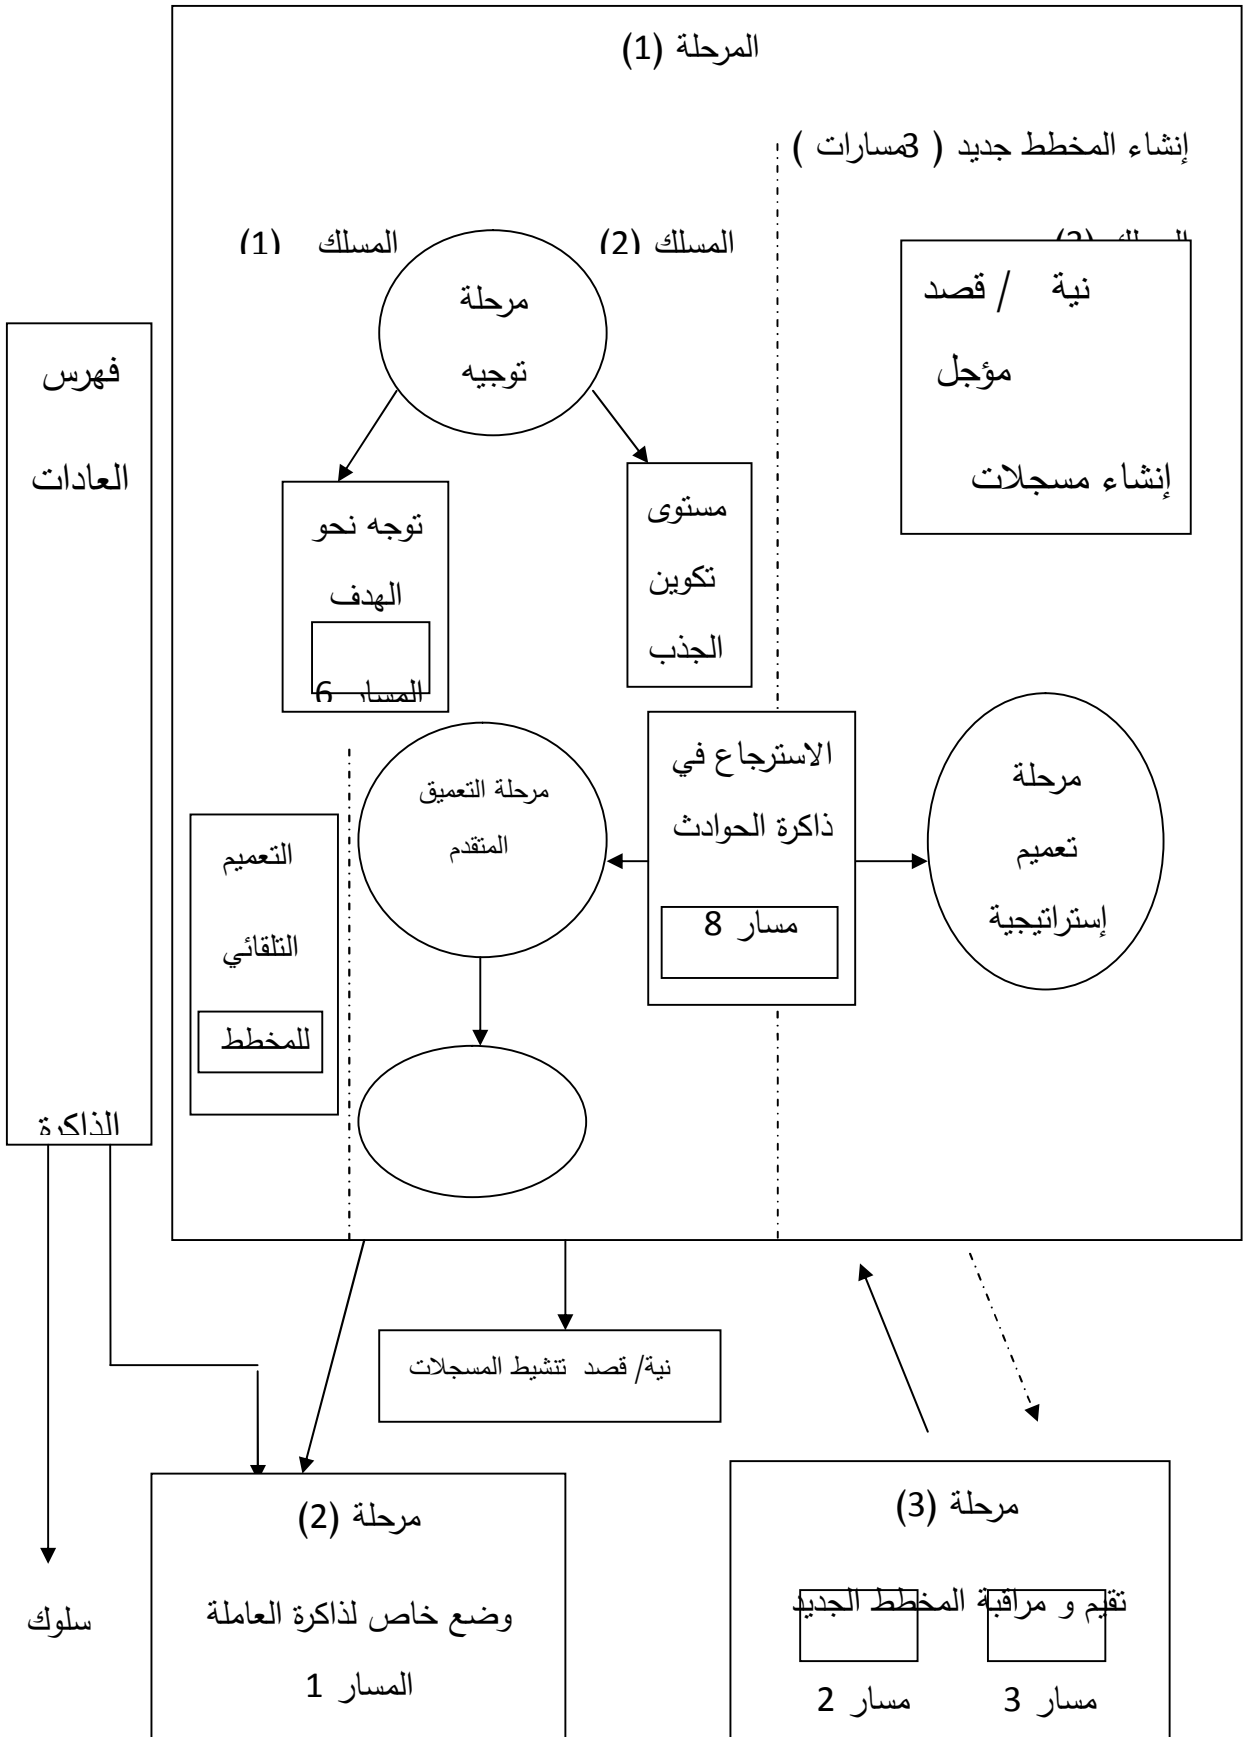 المرحلة (1)
إنشاء المخطط جديد ( 3مسارات )
المسلك (1)
المسلك (2)
مرحلة
توجيه
نية / قصد
مؤجل
إنشاء مسجلات
فهرس
العادات
الذاكرة
توجه نحو
الهدف
المسار 6
مستوى
تكوين
الجذب
الاسترجاع في
ذاكرة الحوادث
مسار 8
مرحلة
تعميم
إستراتيجية
مرحلة التعميق
المتقدم
التعميم
التلقائي
للمخطط
نية/ قصد تنشيط المسجلات
مرحلة (2)
وضع خاص لذاكرة العاملة
المسار 1
مرحلة (3)
تقيم و مراقبة المخطط الجديد
مسار 3
مسار 2
سلوك